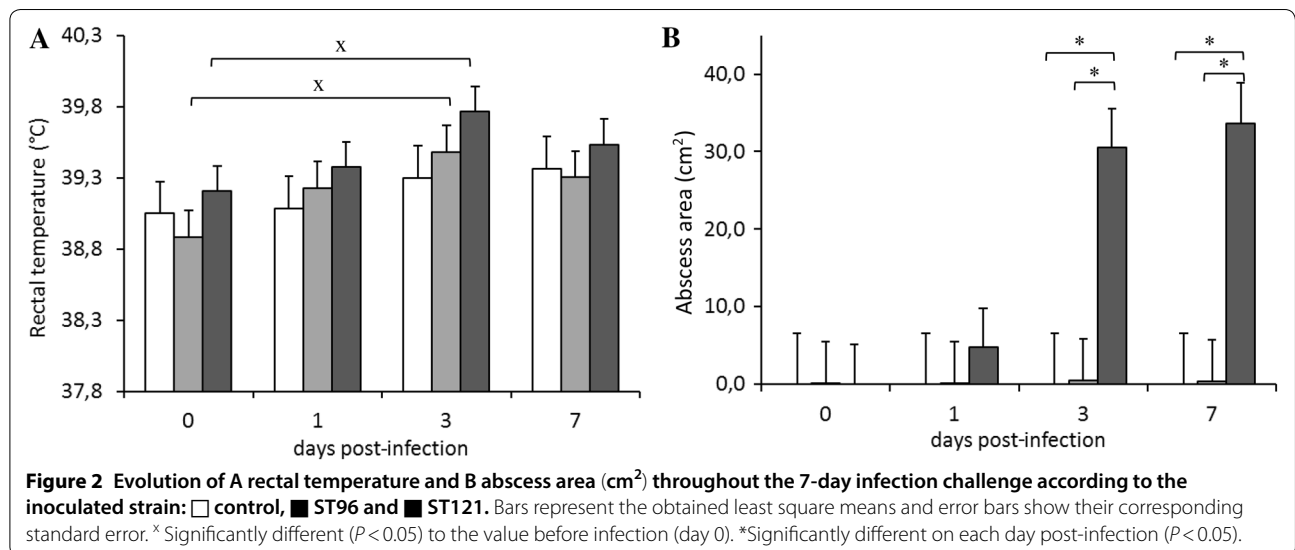 A
40,3
39,8
39,3
38,8
38,3
37,8
Rectal temperature (°C)
x
x
0 1 3 7
days post-infection
B
40,0
30,0
20,0
10,0
0,0
Abscess area (cm²)
* *
* *
0 1 3 7
days post-infection
Figure 2 Evolution of A rectal temperature and B abscess area (cm²) throughout the 7-day infection challenge according to the
inoculated strain: □ control, ■ ST96 and ■ ST121. Bars represent the obtained least square means and error bars show their corresponding
standard error. ˣ Significantly different (P < 0.05) to the value before infection (day 0). *Significantly different on each day post-infection (P < 0.05).